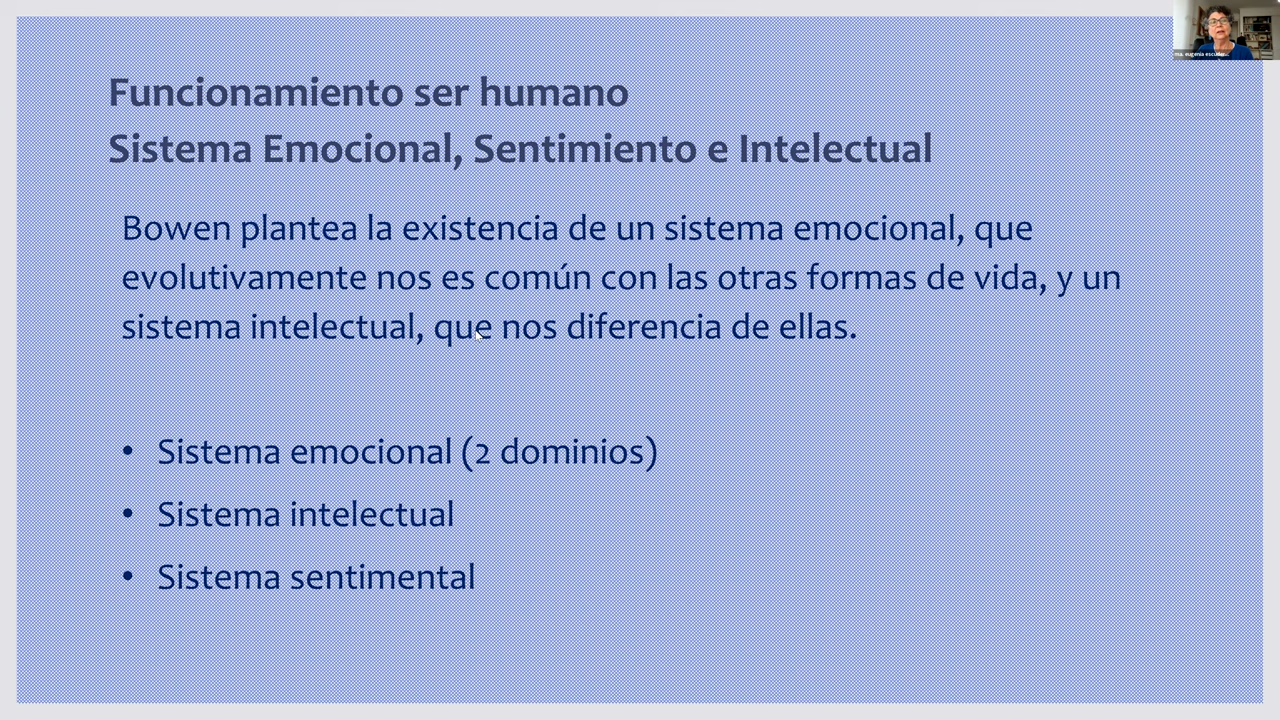 Funcionamiento ser humano
Sistema Emocional, Sentimiento e Intelectual
Bowen plantea la existencia de un sistema emocional, que
evolutivamente nos es común con las otras formas de vida, y un
sistema intelectual, que nos diferencia de ellas.
• Sistema emocional (2 dominios)
• Sistema intelectual
• Sistema sentimental
ma. eugenia